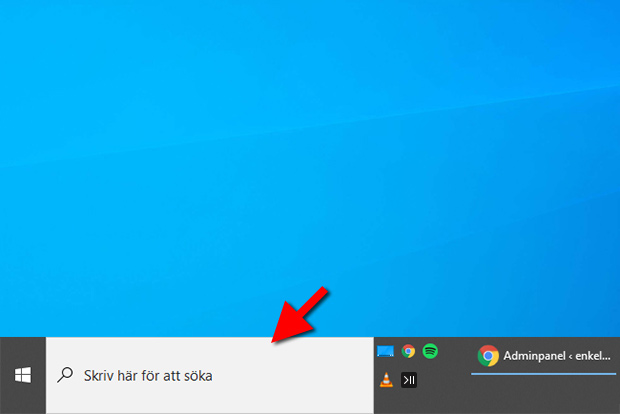 Skriv här för att söka
Adminpanel ‹ enkel...